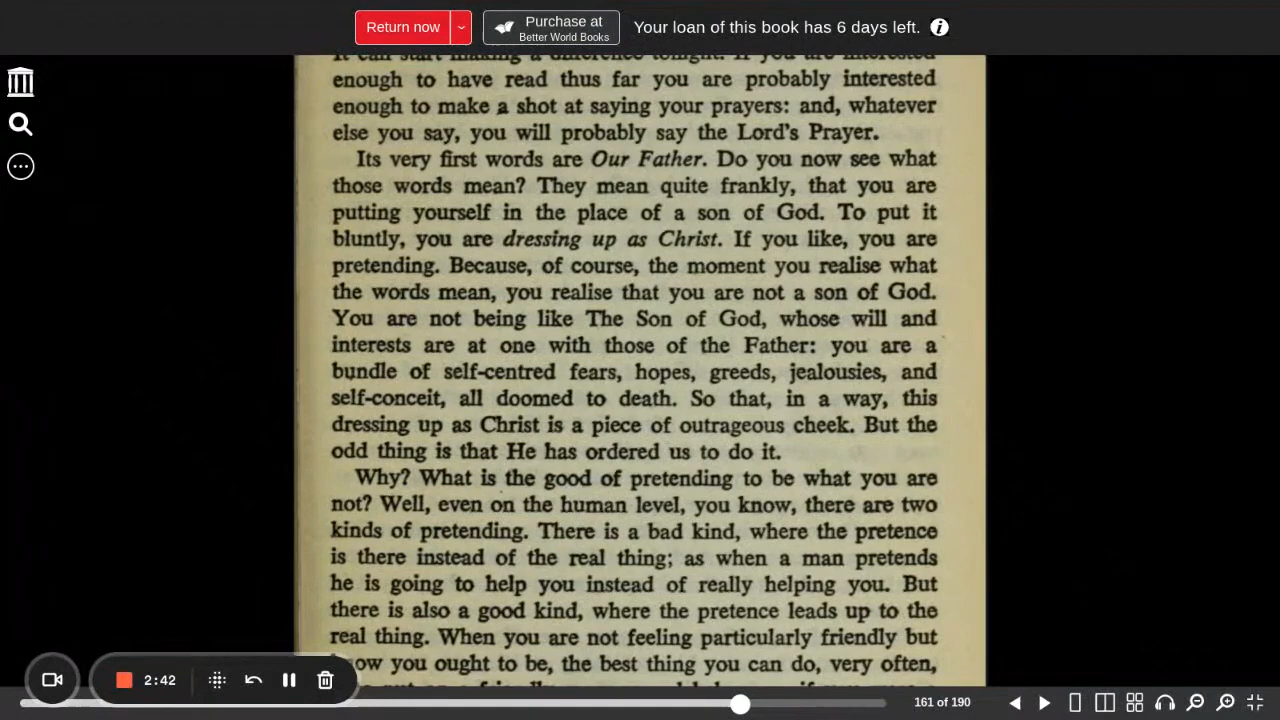 Return now
Purchase at
Better World Books
Your loan of this book has 6 days left.
It can start making a difference tonight. If you are interested
enough to have read thus far you are probably interested
enough to make a shot at saying your prayers: and, whatever
else you say, you will probably say the Lord's Prayer.
Its very first words are Our Father. Do you now see what
those words mean? They mean quite frankly, that you are
putting yourself in the place of a son of God. To put it
bluntly, you are dressing up as Christ. If you like, you are
pretending. Because, of course, the moment you realise what
the words mean, you realise that you are not a son of God.
You are not being like The Son of God, whose will and
interests are at one with those of the Father: you are a
bundle of self-centred fears, hopes, greeds, jealousies, and
self-conceit, all doomed to death. So that, in a way, this
dressing up as Christ is a piece of outrageous cheek. But the
odd thing is that He has ordered us to do it.
Why? What is the good of pretending to be what you are
not? Well, even on the human level, you know, there are two
kinds of pretending. There is a bad kind, where the pretence
is there instead of the real thing; as when a man pretends
he is going to help you instead of really helping you. But
there is also a good kind, where the pretence leads up to the
real thing. When you are not feeling particularly friendly but
know you ought to be, the best thing you can do, very often,
2:42
161 of 190